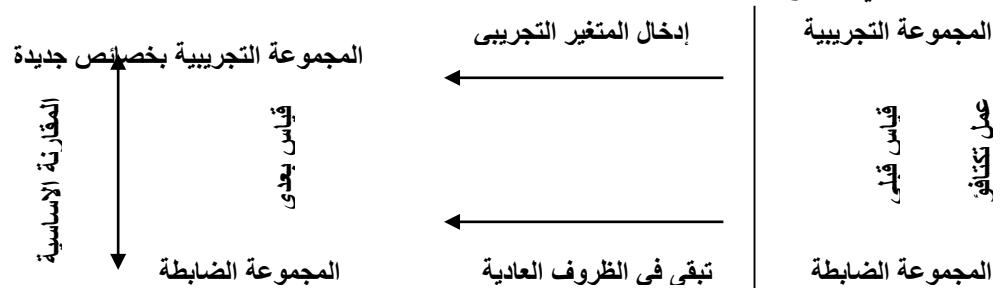 المجموعة التجريبية
إدخال المتغير التجريبى
المجموعة التجريبية بخصائص جديدة
عمل تكتافؤ
قياس قبلى
قياس بعدى
المقارنة الاساسية
المجموعة الضابطة
تبقى فى الظروف العادية
المجموعة الضابطة